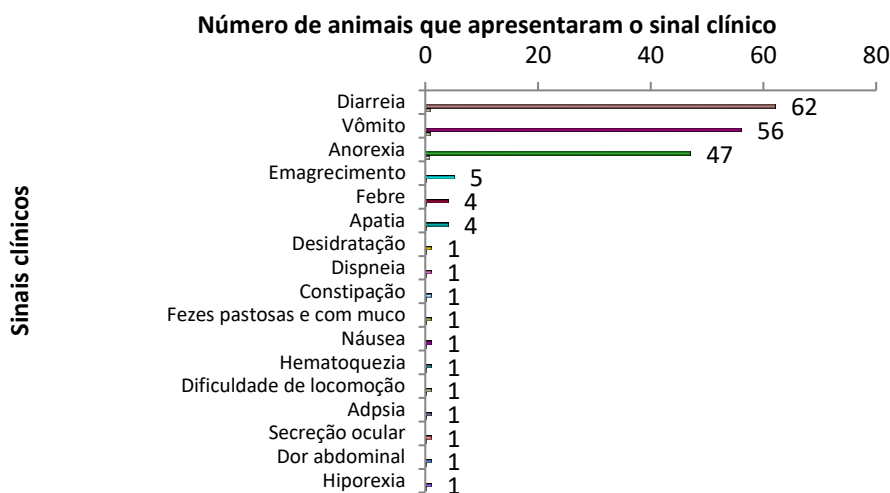 Número de animais que apresentaram o sinal clínico
0 20 40 60 80
Sinais clínicos
Diarreia 62
Vômito 56
Anorexia 47
Emagrecimento 5
Febre 4
Apatia 4
Desidratação 1
Dispneia 1
Constipação 1
Fezes pastosas e com muco 1
Náusea 1
Hematoquezia 1
Dificuldade de locomoção 1
Adpsia 1
Secreção ocular 1
Dor abdominal 1
Hiporexia 1